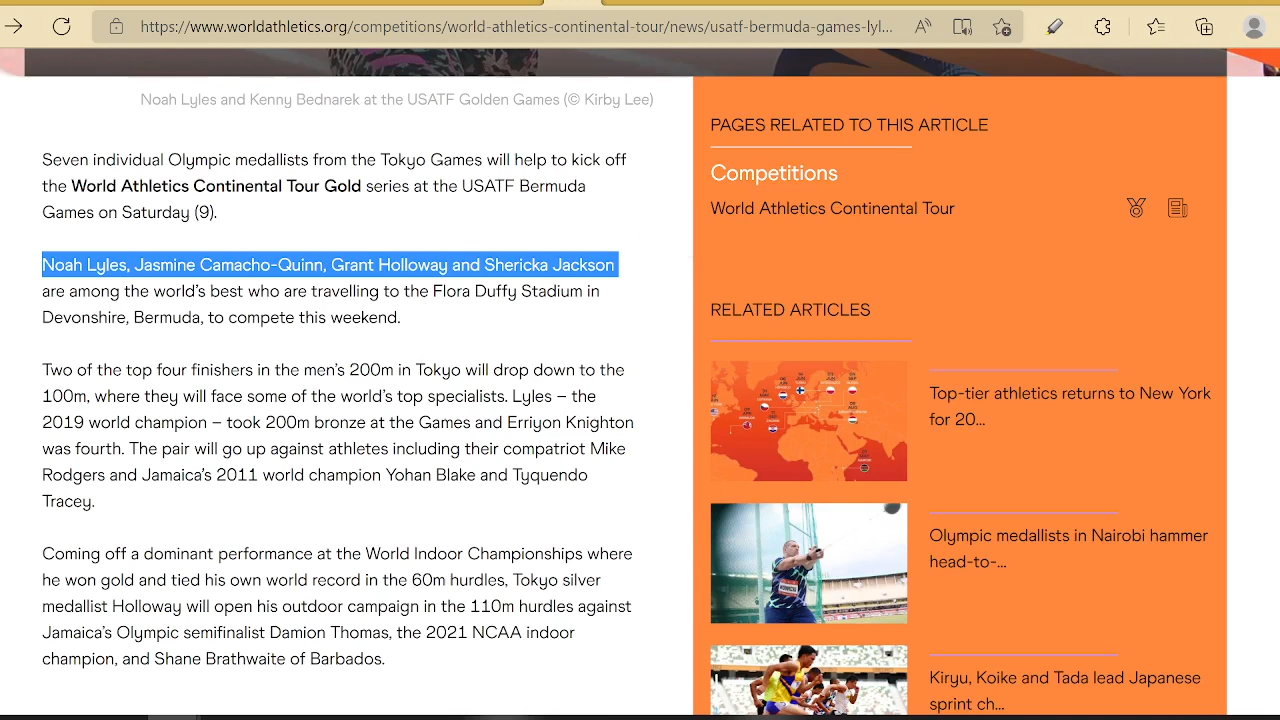 https://www.worldathletics.org/competitions/world-athletics-continental-tour/news/usatf-bermuda-games-lyl...
Noah Lyles and Kenny Bednarek at the USATF Golden Games (© Kirby Lee)
Seven individual Olympic medallists from the Tokyo Games will help to kick off
the World Athletics Continental Tour Gold series at the USATF Bermuda
Games on Saturday (9).
Noah Lyles, Jasmine Camacho-Quinn, Grant Holloway and Shericka Jackson
are among the world's best who are travelling to the Flora Duffy Stadium in
Devonshire, Bermuda, to compete this weekend.
Two of the top four finishers in the men's 200m in Tokyo will drop down to the
100m, where they will face some of the world's top specialists. Lyles – the
2019 world champion – took 200m bronze at the Games and Erriyon Knighton
was fourth. The pair will go up against athletes including their compatriot Mike
Rodgers and Jamaica's 2011 world champion Yohan Blake and Tyquendo
Tracey.
Coming off a dominant performance at the World Indoor Championships where
he won gold and tied his own world record in the 60m hurdles, Tokyo silver
medallist Holloway will open his outdoor campaign in the 110m hurdles against
Jamaica's Olympic semifinalist Damion Thomas, the 2021 NCAA indoor
champion, and Shane Brathwaite of Barbados.
PAGES RELATED TO THIS ARTICLE
Competitions
World Athletics Continental Tour
RELATED ARTICLES
Top-tier athletics returns to New York
for 20...
Olympic medallists in Nairobi hammer
head-to-...
Kiryu, Koike and Tada lead Japanese
sprint ch...